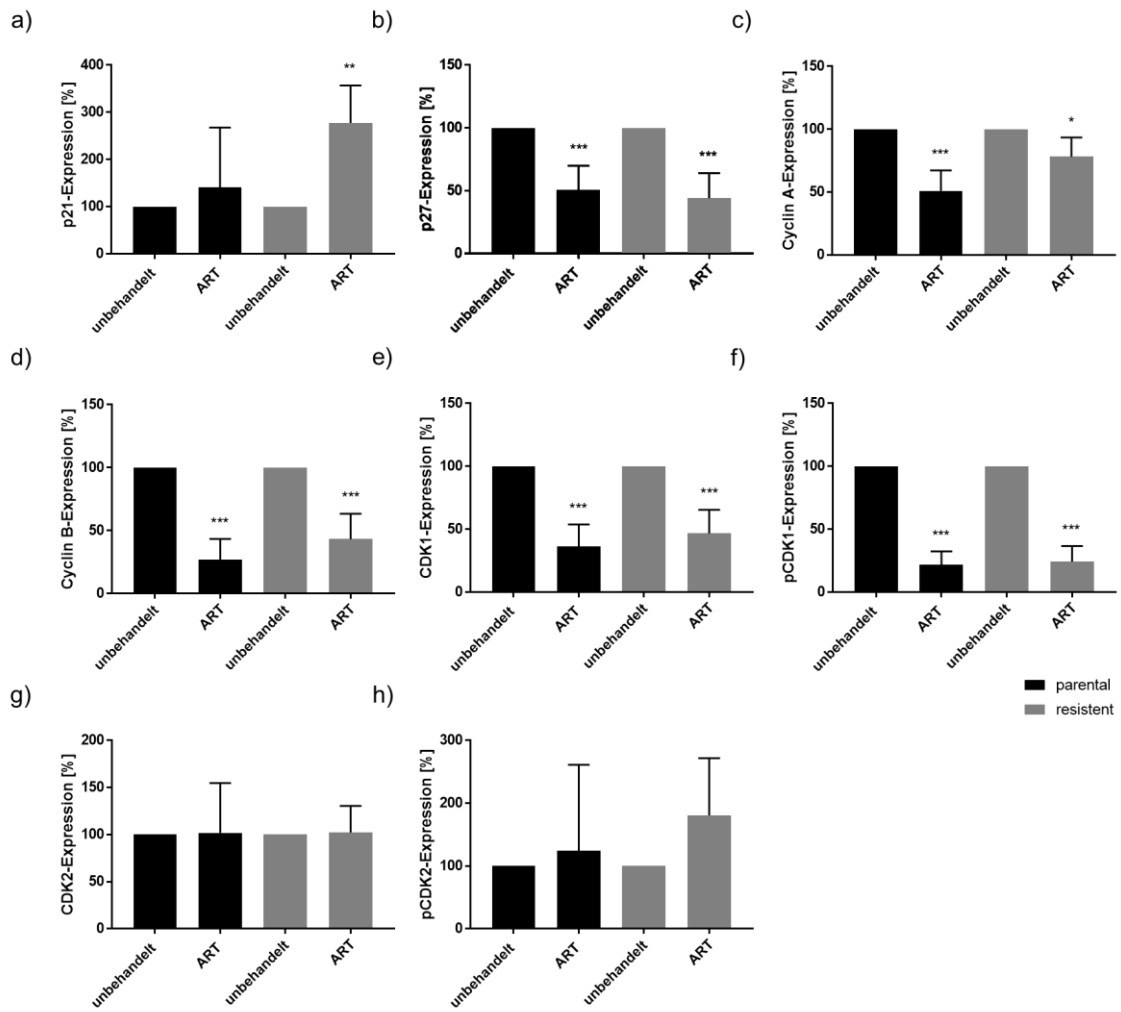 a)
p21-Expression [%]
400
300
200
100
0
**
unbehandelt
ART
unbehandelt
ART
b)
p27-Expression [%]
150
100
50
0
***
***
unbehandelt
ART
unbehandelt
ART
c)
Cyclin A-Expression [%]
150
100
50
0
***
*
unbehandelt
ART
unbehandelt
ART
d)
Cyclin B-Expression [%]
150
100
50
0
***
***
unbehandelt
ART
unbehandelt
ART
e)
CDK1-Expression [%]
150
100
50
0
***
***
unbehandelt
ART
unbehandelt
ART
f)
pCDK1-Expression [%]
150
100
50
0
***
***
unbehandelt
ART
unbehandelt
ART
parental
resistent
g)
CDK2-Expression [%]
200
150
100
50
0
unbehandelt
ART
unbehandelt
ART
h)
pCDK2-Expression [%]
300
200
100
0
unbehandelt
ART
unbehandelt
ART